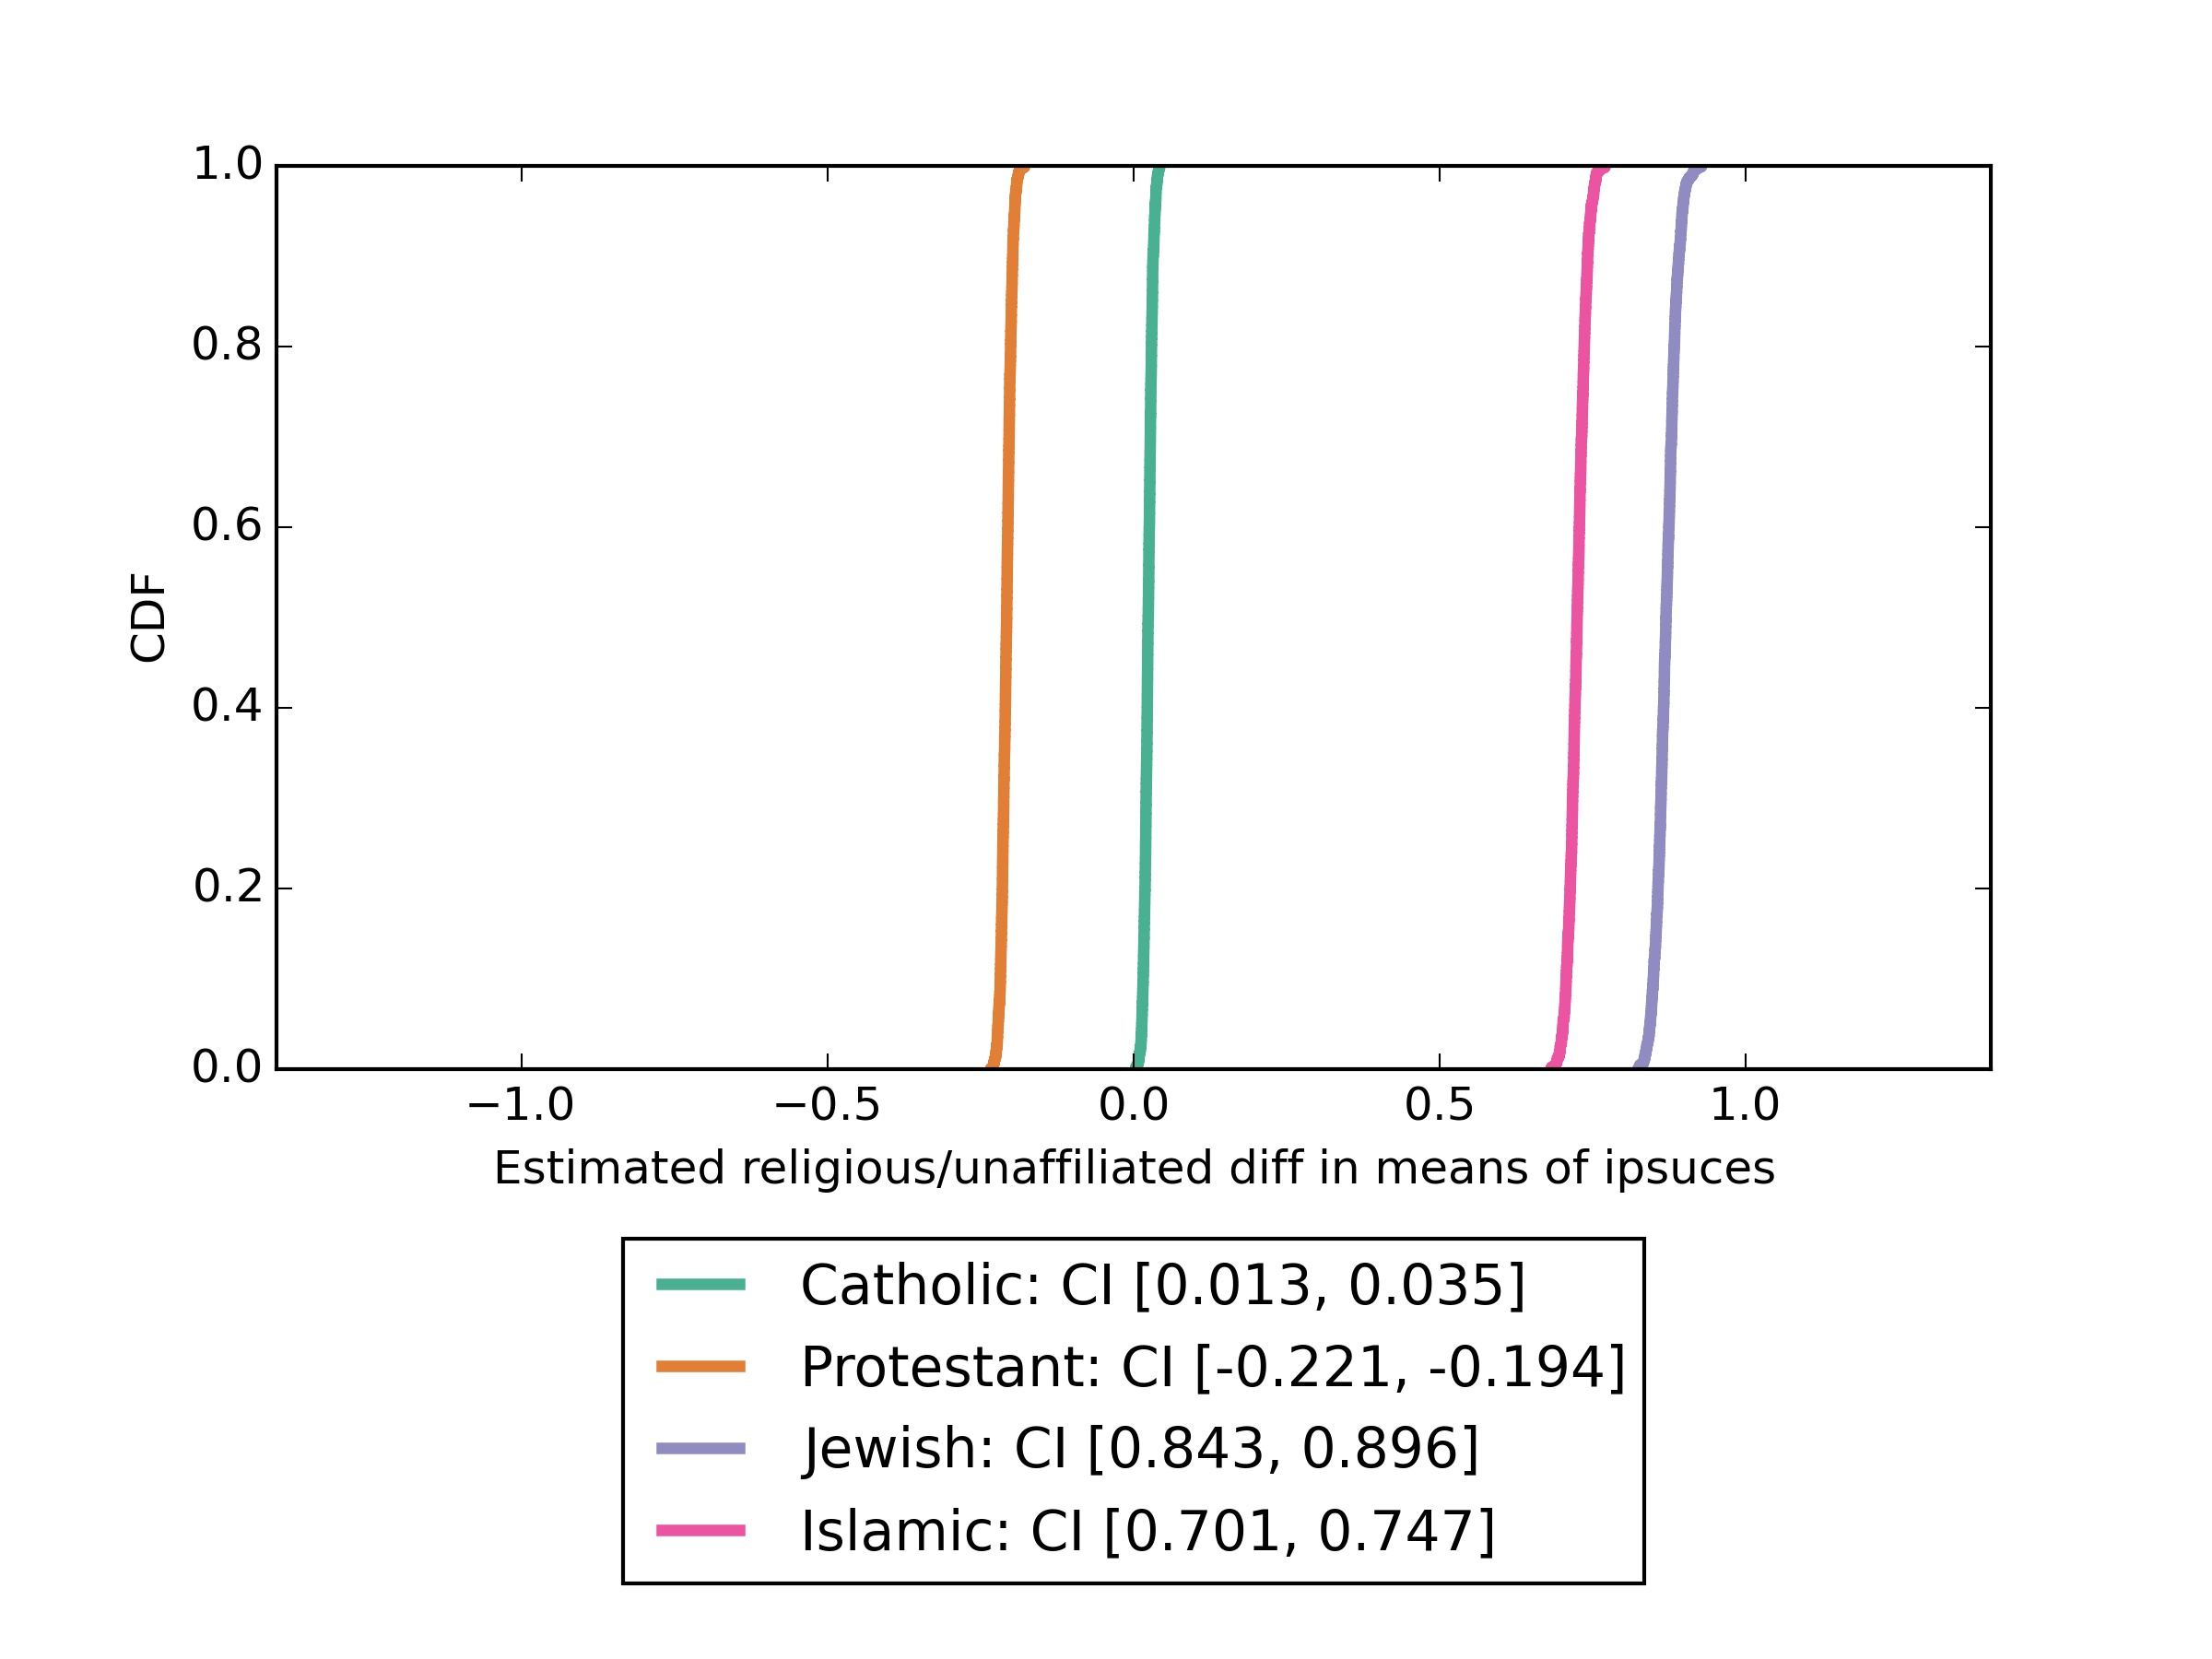 1.0
0.8
0.6
0.4
0.2
0.0
CDF
−1.0 −0.5 0.0 0.5 1.0
Estimated religious/unaffiliated diff in means of ipsuces
Catholic: CI [0.013, 0.035]
Protestant: CI [-0.221, -0.194]
Jewish: CI [0.843, 0.896]
Islamic: CI [0.701, 0.747]